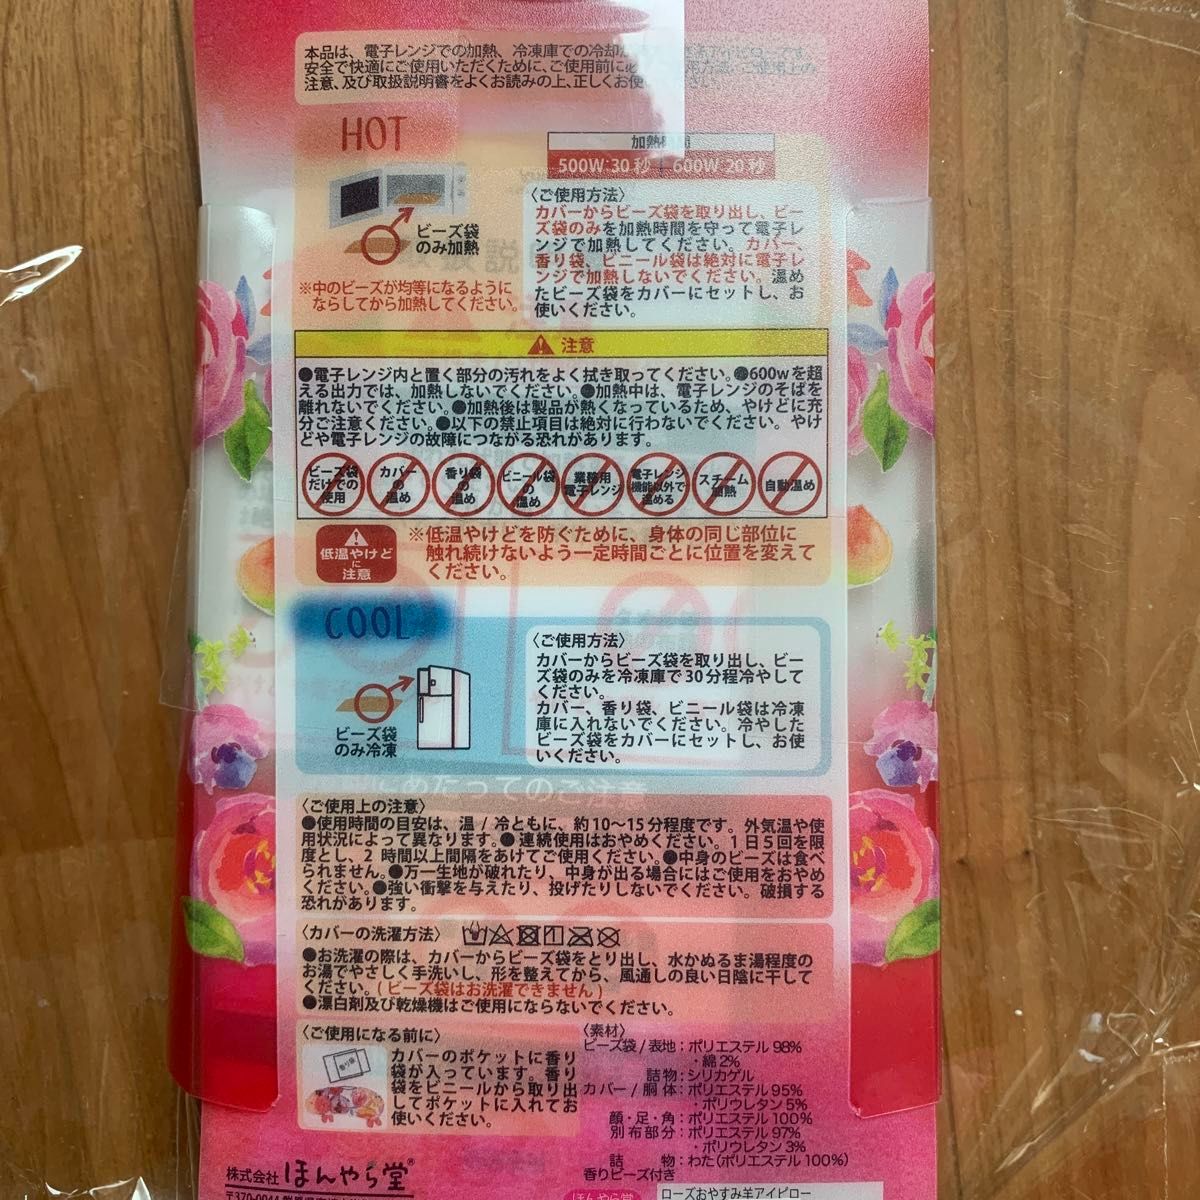 本品は、電子レンジでの加熱、冷凍庫での冷却が
安全で快適にご使用いただくために、ご使用前に必
注意、及び取扱説明書をよくお読みの上、正しくお使
HOT
加熱時間
500W:30秒 600W:20秒
ビーズ袋
のみ加熱
※中のビーズが均等になるように
ならしてから加熱してください。
〈ご使用方法〉
カバーからビーズ袋を取り出し、ビー
ズ袋のみを加熱時間を守って電子レ
ンジで加熱してください。カバー、
香り袋、ビニール袋は絶対に電子レ
ンジで加熱しないでください。温め
たビーズ袋をカバーにセットし、お
使いください。
注意
●電子レンジ内と置く部分の汚れをよく拭き取ってください。●600wを超
える出力では、加熱しないでください。●加熱中は、電子レンジのそばを
離れないでください。●加熱後は製品が熱くなっているため、やけどに充
分ご注意ください。●以下の禁止項目は絶対に行わないでください。やけ
どや電子レンジの故障につながる恐れがあります。
ビーズ袋
だけでの
使用
カバー
の
温め
香り袋
の
温め
ビニール袋
の
温め
業務用
電子レンジ
電子レンジ
機能以外で
温める
スチーム
加熱
自動温め
低温やけど
に
注意
※低温やけどを防ぐために、身体の同じ部位に
触れ続けないよう一定時間ごとに位置を変えて
ください。
COOL
ビーズ袋
のみ冷凍
〈ご使用方法〉
カバーからビーズ袋を取り出し、ビー
ズ袋のみを冷凍庫で30分程冷やして
ください。
カバー、香り袋、ビニール袋は冷凍
庫に入れないでください。冷やした
ビーズ袋をカバーにセットし、お使
いください。
〈ご使用上の注意〉
●使用時間の目安は、温/冷ともに、約10〜15分程度です。外気温や使
用状況によって異なります。●連続使用はおやめください。1日5回を限
度とし、2時間以上間隔をあけてご使用ください。●中身のビーズは食べ
られません。●万一生地が破れたり、中身が出る場合にはご使用をおやめ
ください。●強い衝撃を与えたり、投げたりしないでください。破損する
恐れがあります。
〈カバーの洗濯方法〉
●お洗濯の際は、カバーからビーズ袋をとり出し、水かぬるま湯程度の
お湯でやさしく手洗いし、形を整えてから、風通しの良い日陰に干して
ください。(ビーズ袋はお洗濯できません)
●漂白剤及び乾燥機はご使用にならないでください。
〈ご使用になる前に〉
香り袋
カバーのポケットに香り
袋が入っています。香り
袋をビニールから取り出
してポケットに入れてお
使いください。
〈素材〉
ビーズ袋/表地:ポリエステル98%
・綿2%
詰物:シリカゲル
カバー/胴体:ポリエステル95%
・ポリウレタン5%
顔・足・角:ポリエステル100%
別布部分:ポリエステル97%
・ポリウレタン3%
詰物:わた(ポリエステル100%)
香りビーズ付き
株式会社ほんやら堂®
〒370-0044
ほんやら堂
ローズおやすみ羊アイピロー